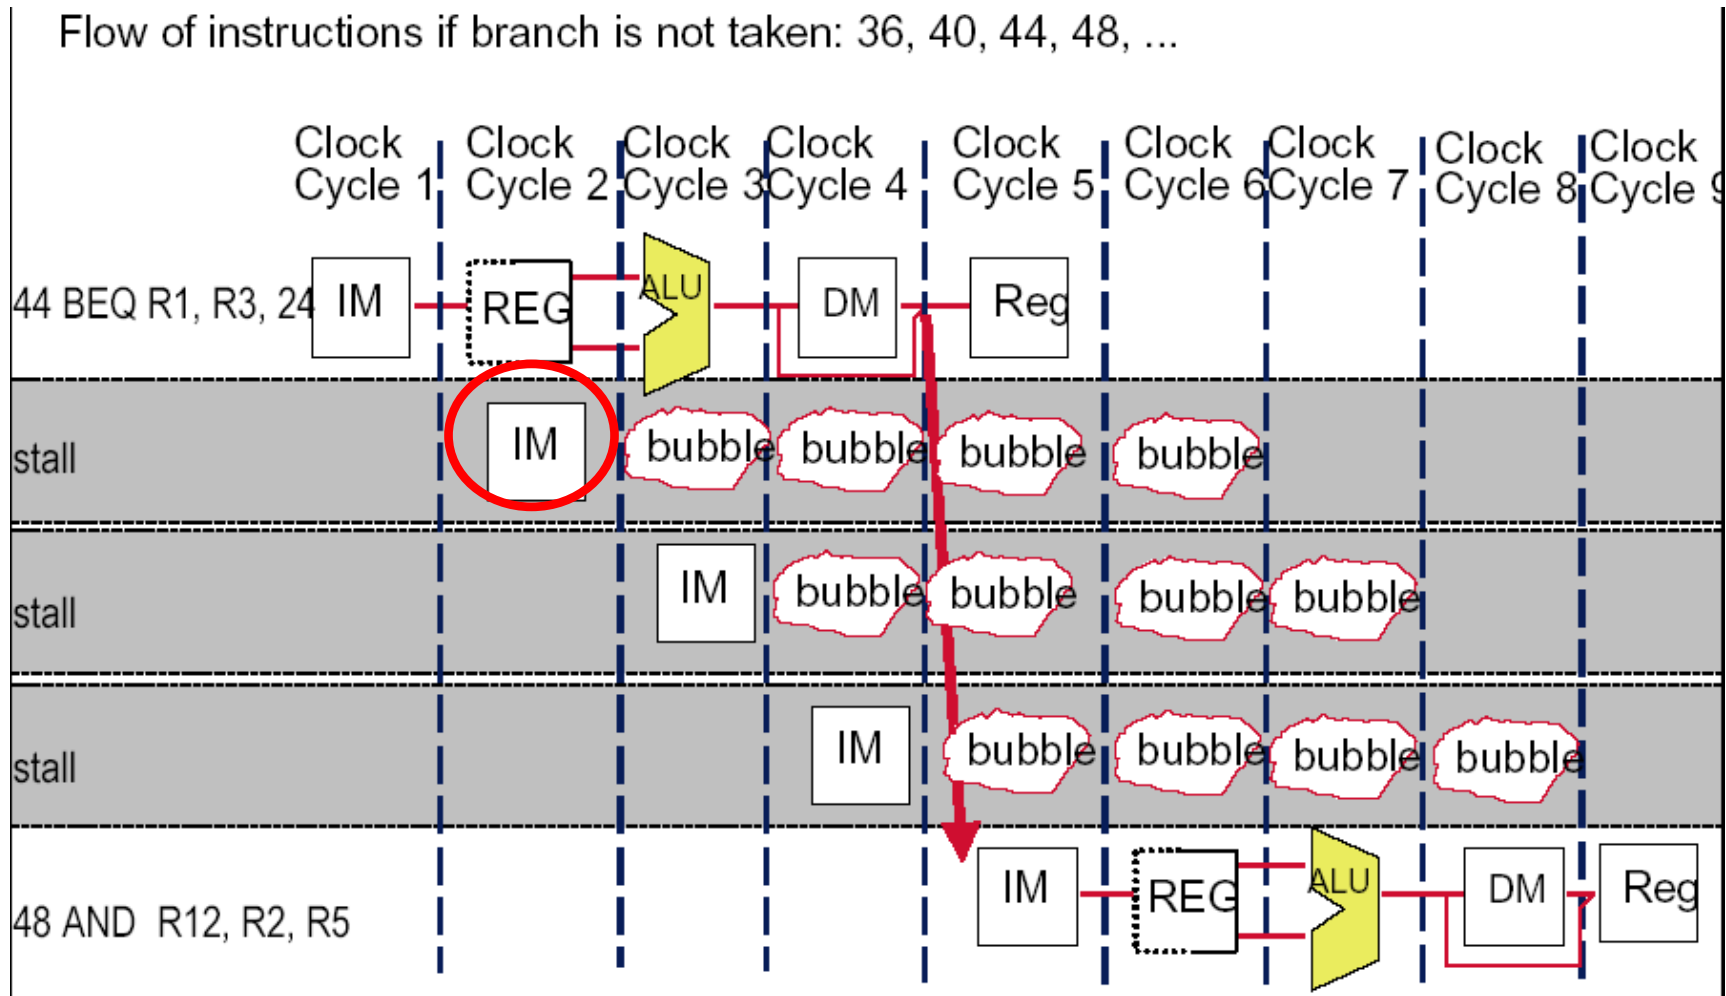 Flow of instructions if branch is not taken: 36, 40, 44, 48, ...
Clock Clock Clock Clock Clock Clock Clock Clock Clock
Cycle 1 Cycle 2 Cycle 3 Cycle 4 Cycle 5 Cycle 6 Cycle 7 Cycle 8 Cycle 9
44 BEQ R1, R3, 24 IM REG ALU DM Reg
stall IM bubble bubble bubble bubble
stall IM bubble bubble bubble bubble
stall IM bubble bubble bubble bubble
48 AND R12, R2, R5 IM REG ALU DM Reg